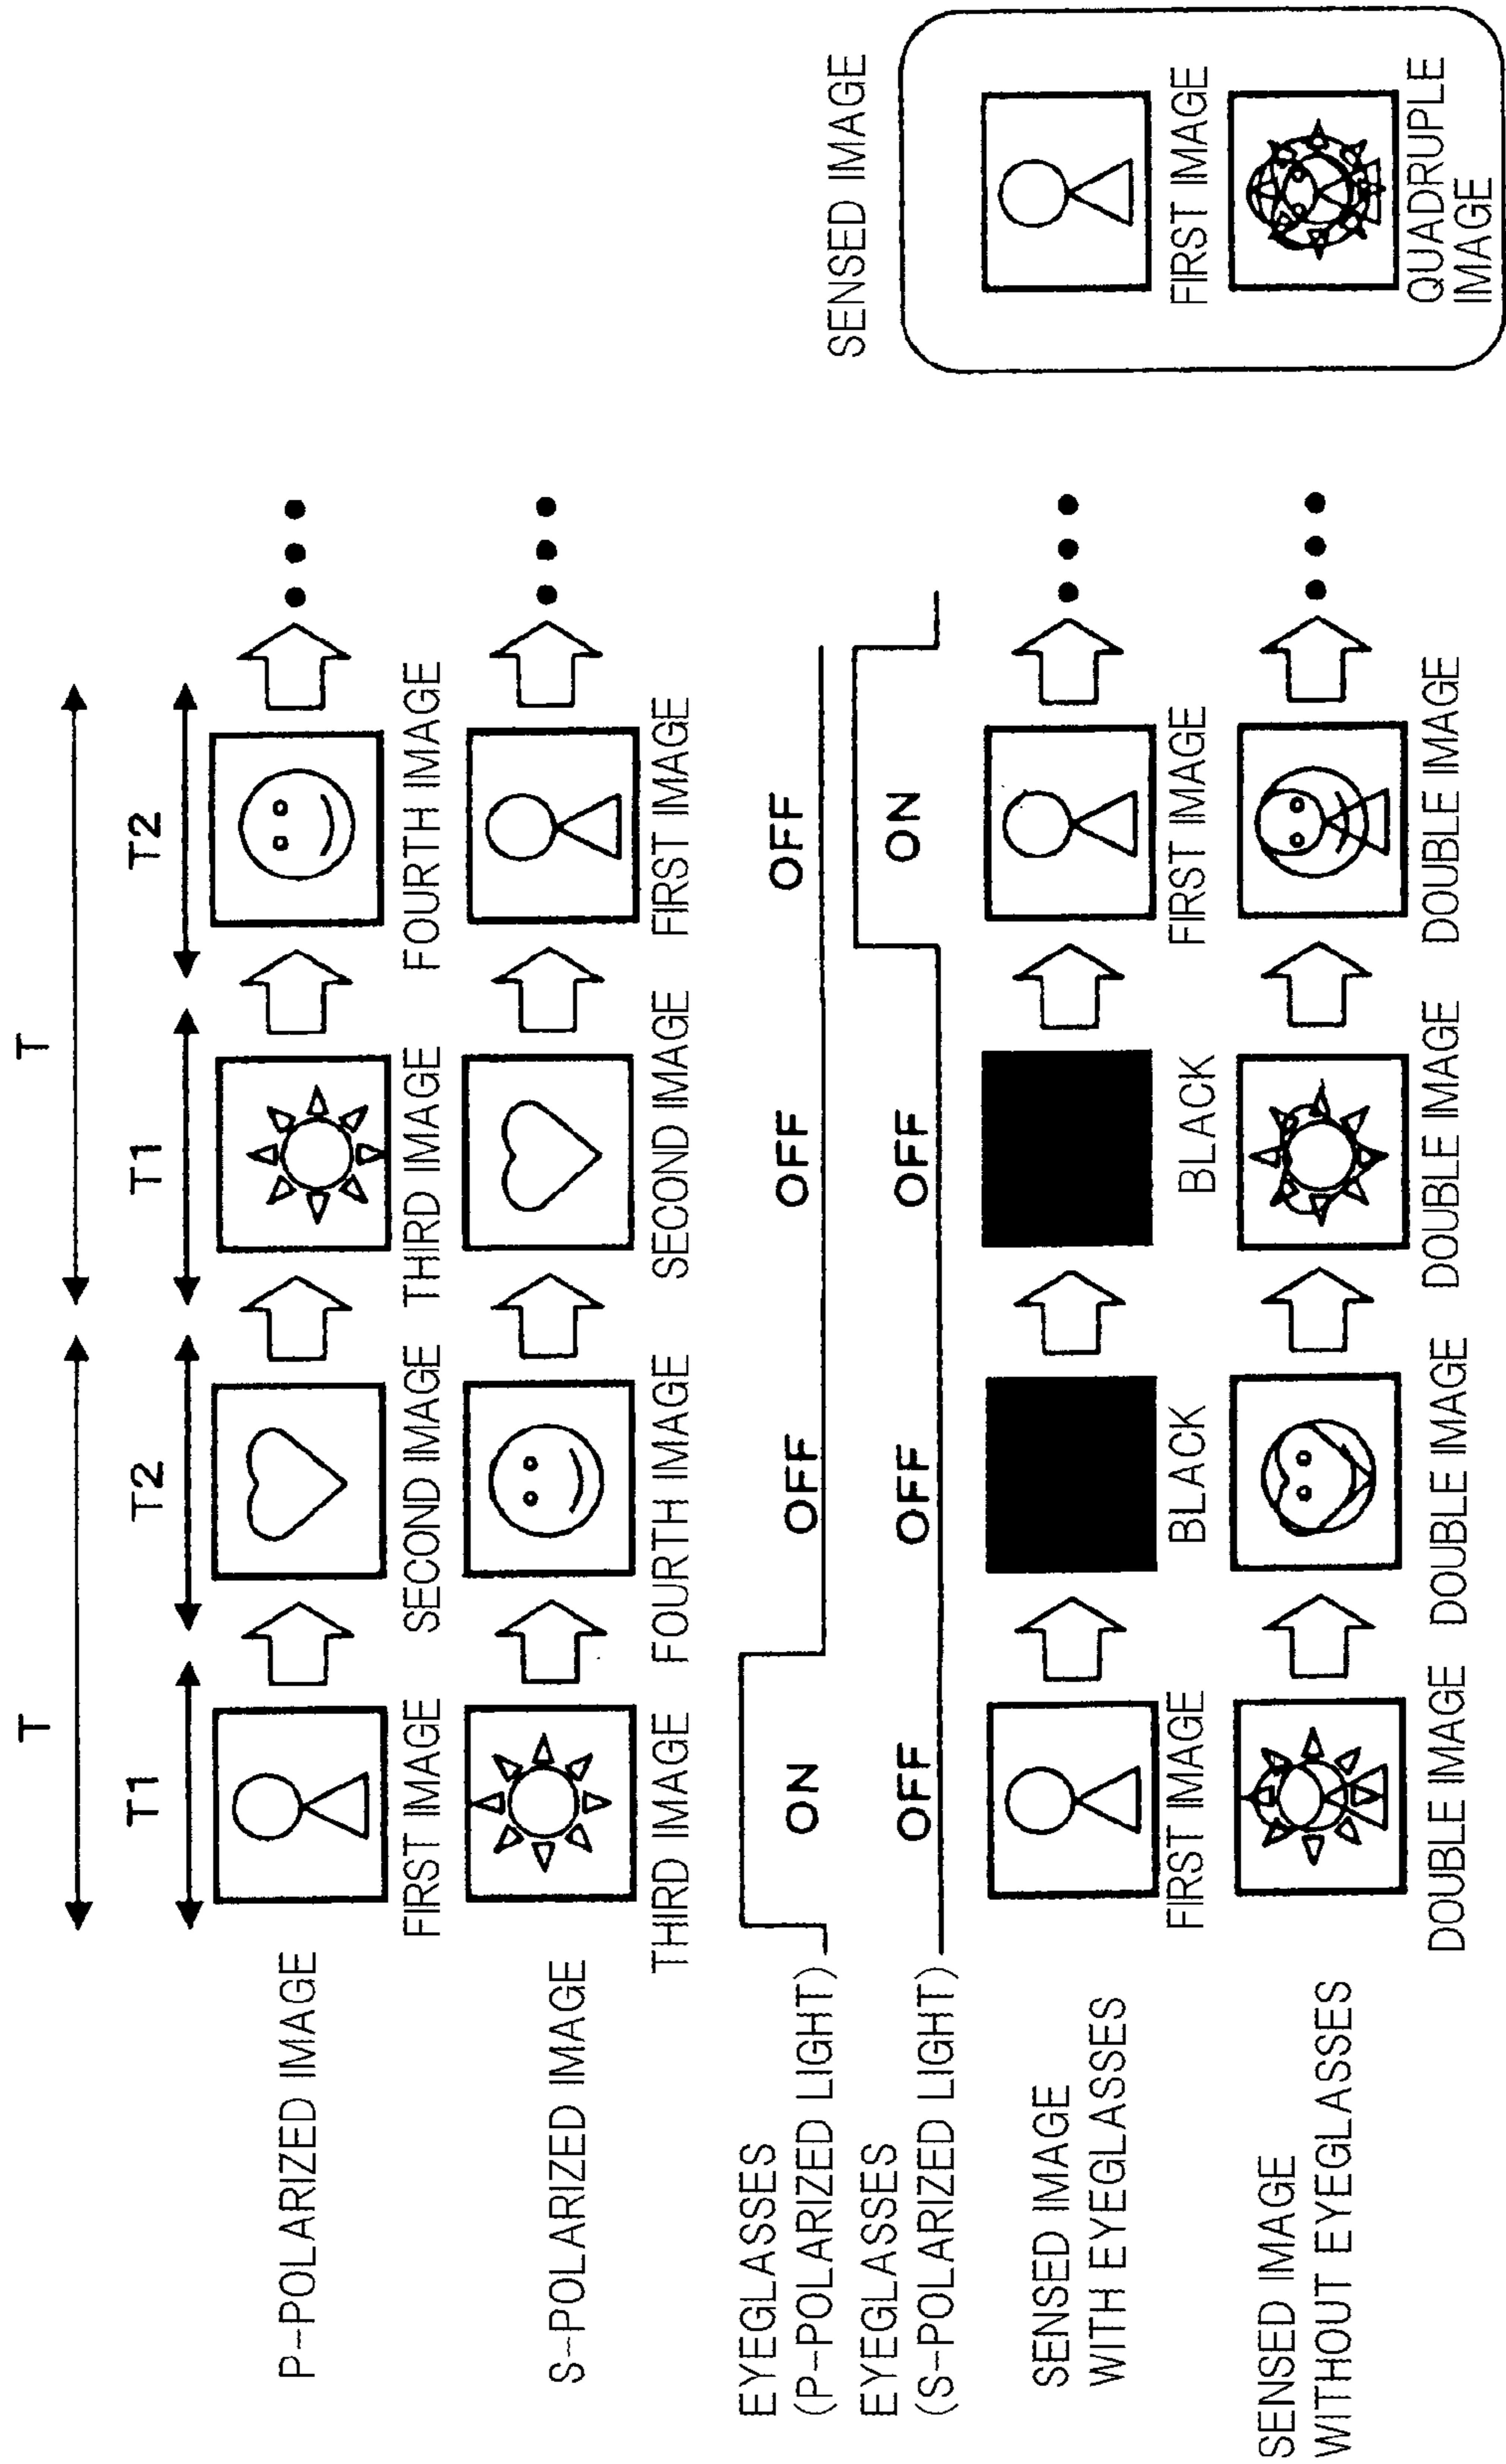 T
T
T1
T2
T1
T2
P-POLARIZED IMAGE
FIRST IMAGE
SECOND IMAGE
THIRD IMAGE
FOURTH IMAGE
S-POLARIZED IMAGE
THIRD IMAGE
FOURTH IMAGE
SECOND IMAGE
FIRST IMAGE
EYEGLASSES
(P-POLARIZED LIGHT)
ON
OFF
OFF
OFF
EYEGLASSES
(S-POLARIZED LIGHT)
OFF
OFF
OFF
ON
SENSED IMAGE
SENSED IMAGE
WITH EYEGLASSES
FIRST IMAGE
BLACK
BLACK
FIRST IMAGE
FIRST IMAGE
SENSED IMAGE
WITHOUT EYEGLASSES
DOUBLE IMAGE
DOUBLE IMAGE
DOUBLE IMAGE
DOUBLE IMAGE
QUADRUPLE
IMAGE